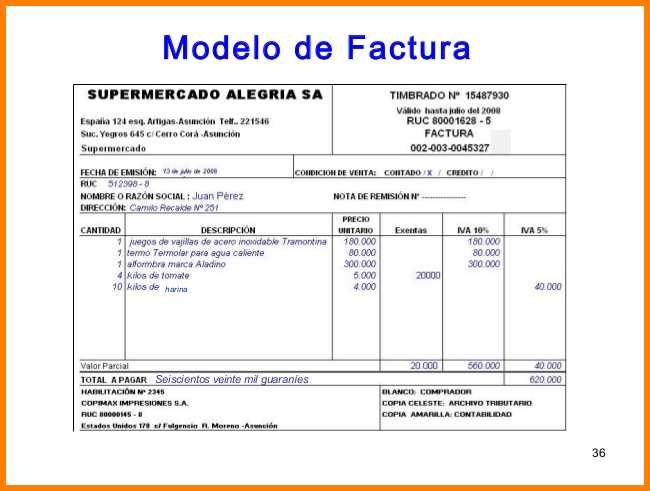 Modelo de Factura
SUPERMERCADO ALEGRIA SA
España 124 esq. Artigas-Asunción Telf.. 221546
Suc. Yegros 645 c/ Cerro Corá -Asunción
Supermercado
TIMBRADO Nº 15487930
Válido hasta julio del 2008
RUC 80001628 - 5
FACTURA
002-003-0045327
FECHA DE EMISIÓN: 13 de julio de 2008 CONDICION DE VENTA: CONTADO / X / CREDITO / /
RUC 512398 - 8
NOMBRE O RAZÓN SOCIAL : Juan Pérez NOTA DE REMISIÓN Nº ----------------
DIRECCIÓN: Camilo Recalde Nº 251
CANTIDAD DESCRIPCIÓN PRECIO UNITARIO Exentas IVA 10% IVA 5%
1 juegos de vajillas de acero inoxidable Tramontina 180.000 180.000
1 termo Termolar para agua caliente 80.000 80.000
1 alfombra marca Aladino 300.000 300.000
4 kilos de tomate 5.000 20000
10 kilos de harina 4.000 40.000
Valor Parcial 20.000 560.000 40.000
TOTAL A PAGAR Seiscientos veinte mil guaraníes 620.000
HABILITACIÓN Nº 2345
COPIMAX IMPRESIONES S.A.
RUC 80000145 - 8
Estados Unidos 178 s/ Fulgencio R. Moreno -Asunción
BLANCO: COMPRADOR
COPIA CELESTE: ARCHIVO TRIBUTARIO
COPIA AMARILLA: CONTABILIDAD
36